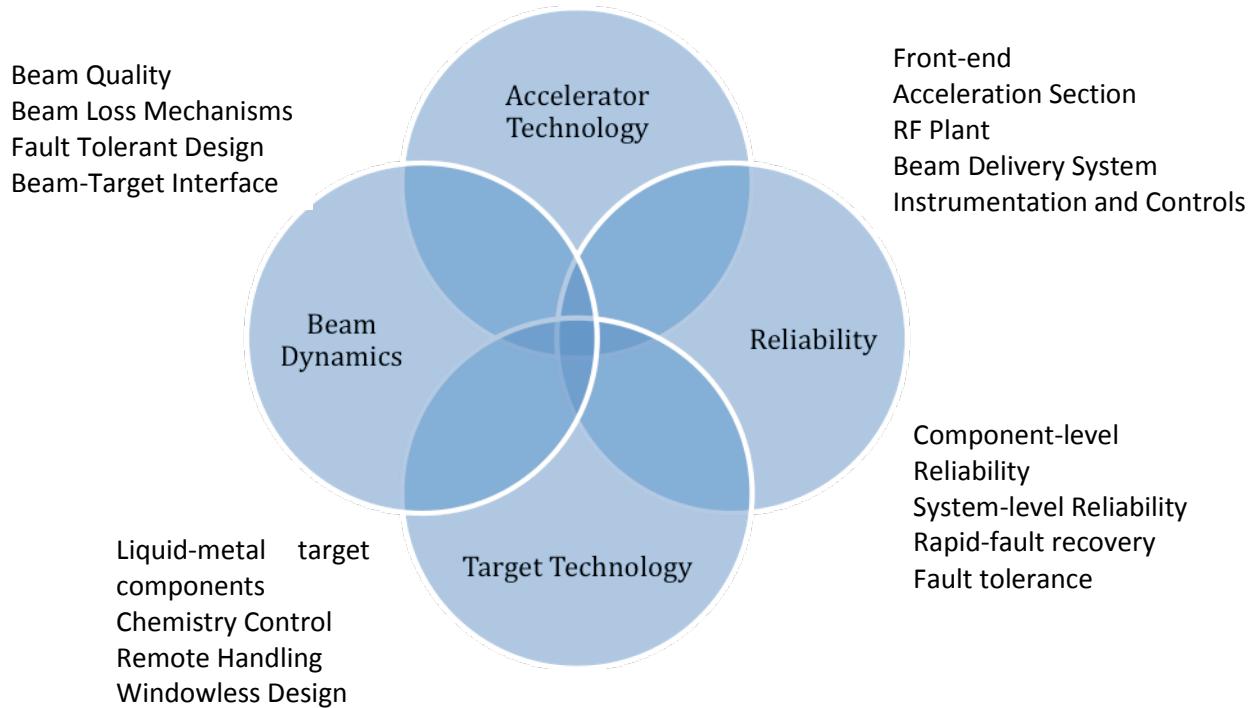 Beam Quality
Beam Loss Mechanisms
Fault Tolerant Design
Beam-Target Interface
Accelerator
Technology
Front-end
Acceleration Section
RF Plant
Beam Delivery System
Instrumentation and Controls
Beam
Dynamics
Reliability
Target Technology
Liquid-metal target
components
Chemistry Control
Remote Handling
Windowless Design
Component-level
Reliability
System-level Reliability
Rapid-fault recovery
Fault tolerance